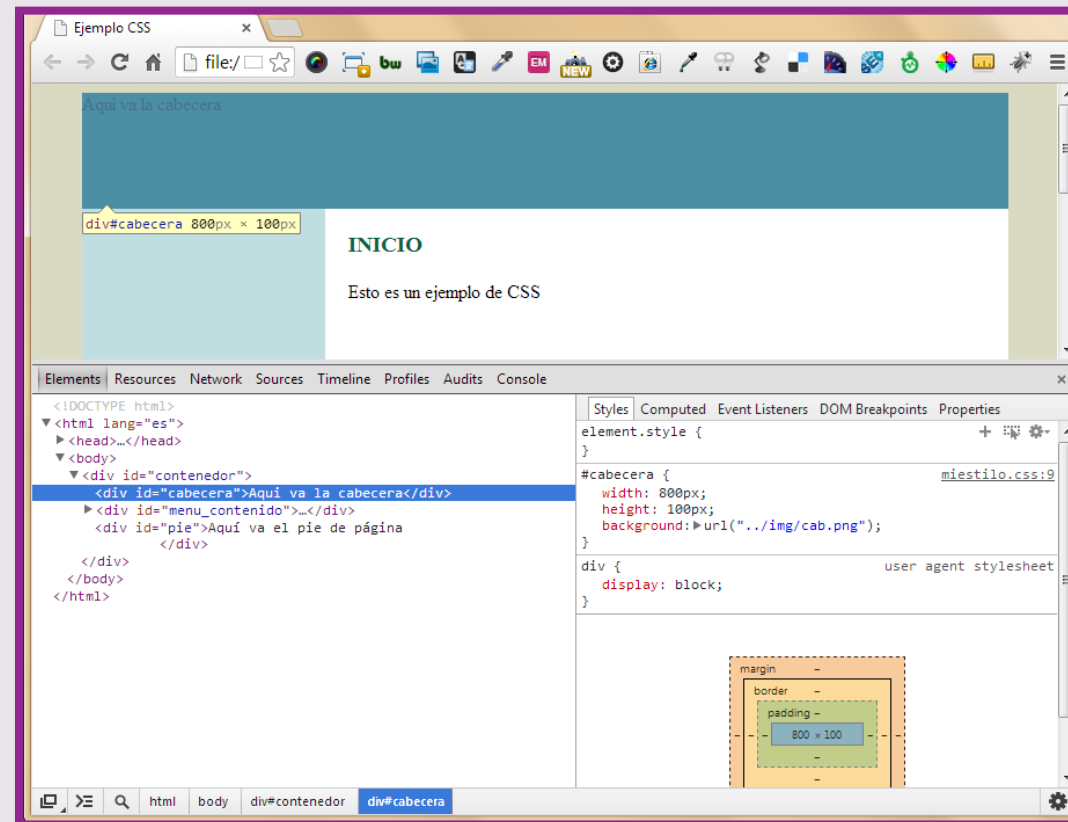 Ejemplo CSS ×
file:/
bw
EM
NEW
Aqui va la cabecera
div#cabecera 800px × 100px
INICIO
Esto es un ejemplo de CSS
Elements Resources Network Sources Timeline Profiles Audits Console ×
<!DOCTYPE html>
▼<html lang="es">
▶<head>…</head>
▼<body>
▼<div id="contenedor">
<div id="cabecera">Aqui va la cabecera</div>
▶<div id="menu_contenido">…</div>
<div id="pie">Aquí va el pie de página
</div>
</div>
</body>
</html>
Styles Computed Event Listeners DOM Breakpoints Properties
element.style {
}
#cabecera { miestilo.css:9
width: 800px;
height: 100px;
background:▶url("../img/cab.png");
}
div { user agent stylesheet
display: block;
}
margin –
border –
padding –
– – – 800 × 100 – – –
–
–
html body div#contenedor div#cabecera